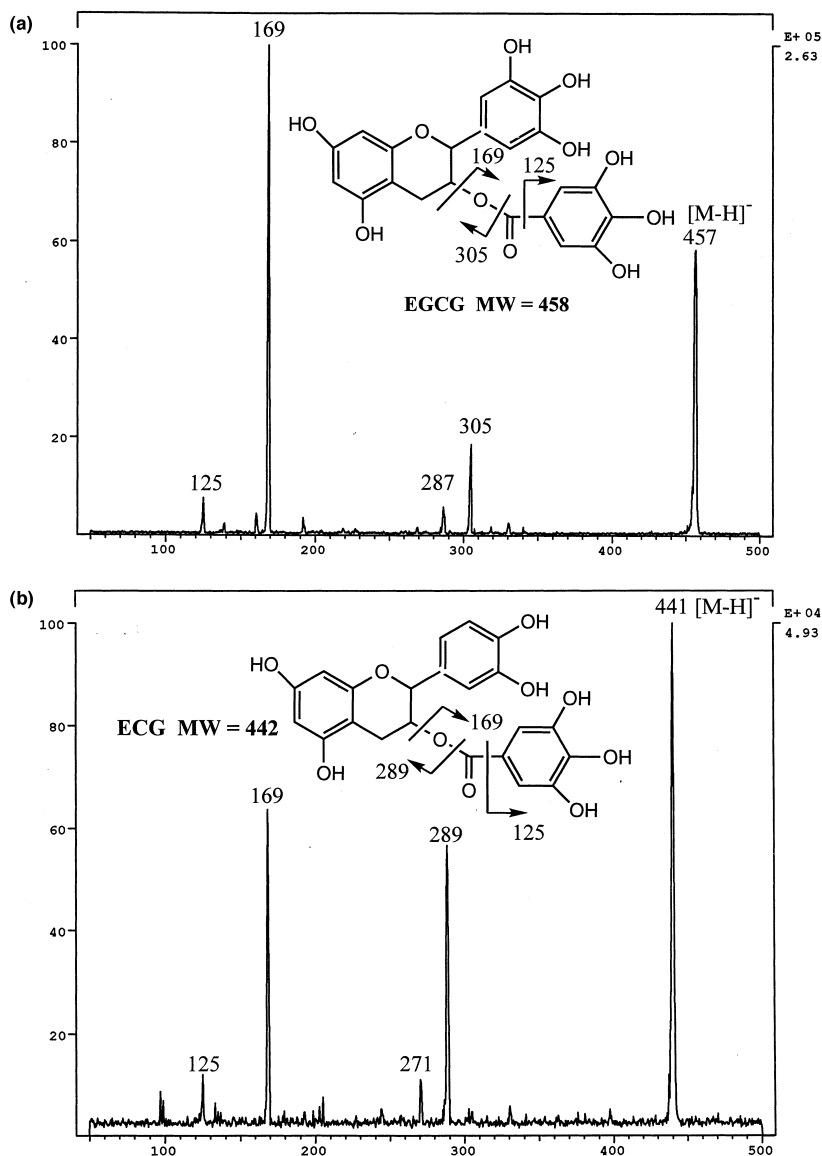 (a)
169
E+ 05
2.63
100
80
60
40
20
OH
OH
OH
HO
O
OH
169
125
O
OH
OH
O
305
OH
[M-H]-
457
EGCG MW = 458
305
287
125
100
200
300
400
500
(b)
441 [M-H]-
E+ 04
4.93
100
80
60
40
20
OH
HO
O
OH
ECG MW = 442
169
OH
O
OH
289
OH
O
OH
125
169
289
271
125
100
200
300
400
500